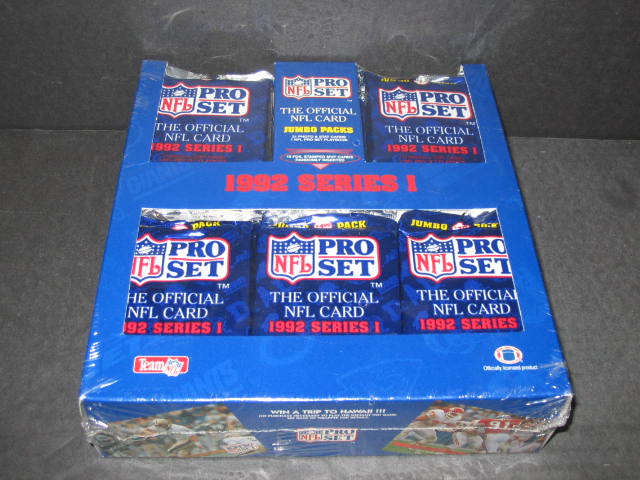 NFL PRO SET
THE OFFICIAL
NFL CARD
1992 SERIES I
NFL PRO SET
THE OFFICIAL
NFL CARD
JUMBO PACKS
NFL PRO SET
THE OFFICIAL
NFL CARD
1992 SERIES I
1992 SERIES I
PACK
NFL PRO SET
HE OFFICIAL
NFL CARD
92 SERIES I
PACK
NFL PRO SET
THE OFFICIAL
NFL CARD
1992 SERIES I
JUMBO
NFL PRO SET
THE OFFICIAL
NFL CARD
1992 SERIES
Team NFL
Officially licensed product
WIN A TRIP TO HAWAII !!!
NFL PRO SET